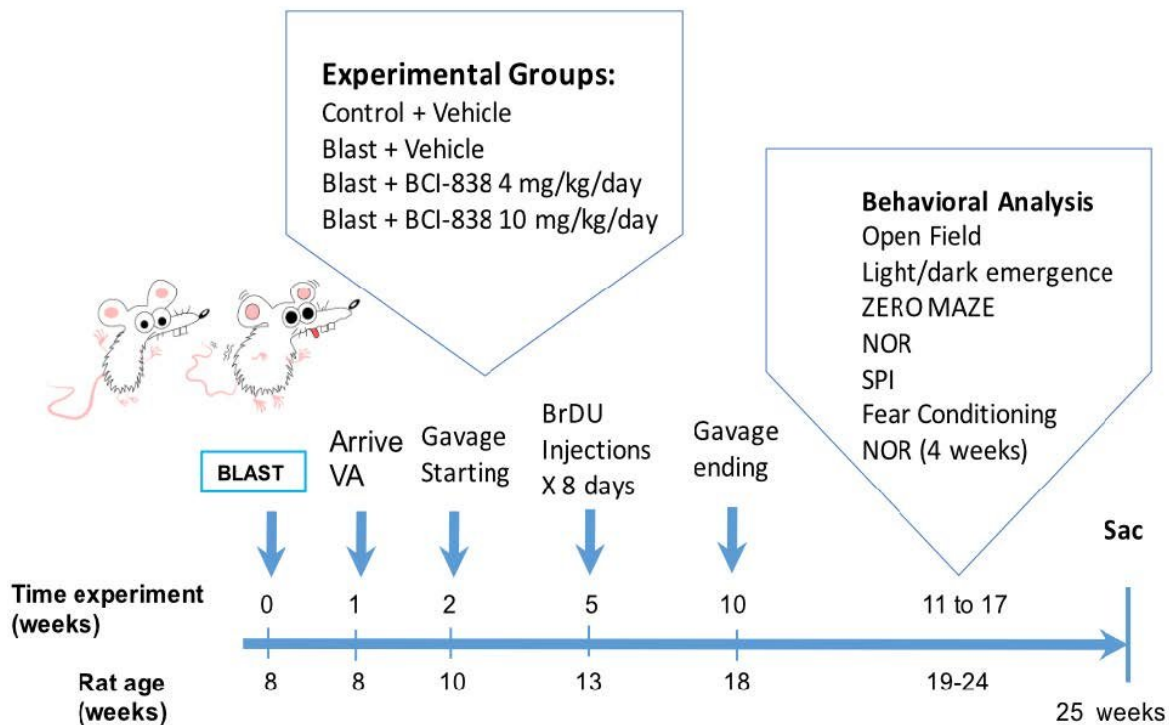 Experimental Groups:
Control + Vehicle
Blast + Vehicle
Blast + BCI-838 4 mg/kg/day
Blast + BCI-838 10 mg/kg/day
Behavioral Analysis
Open Field
Light/dark emergence
ZERO MAZE
NOR
SPI
Fear Conditioning
NOR (4 weeks)
BLAST
Arrive
VA
Gavage
Starting
BrDU
Injections
X 8 days
Gavage
ending
Sac
Time experiment
(weeks)
0 1 2 5 10 11 to 17
Rat age
(weeks)
8 8 10 13 18 19-24
25 weeks